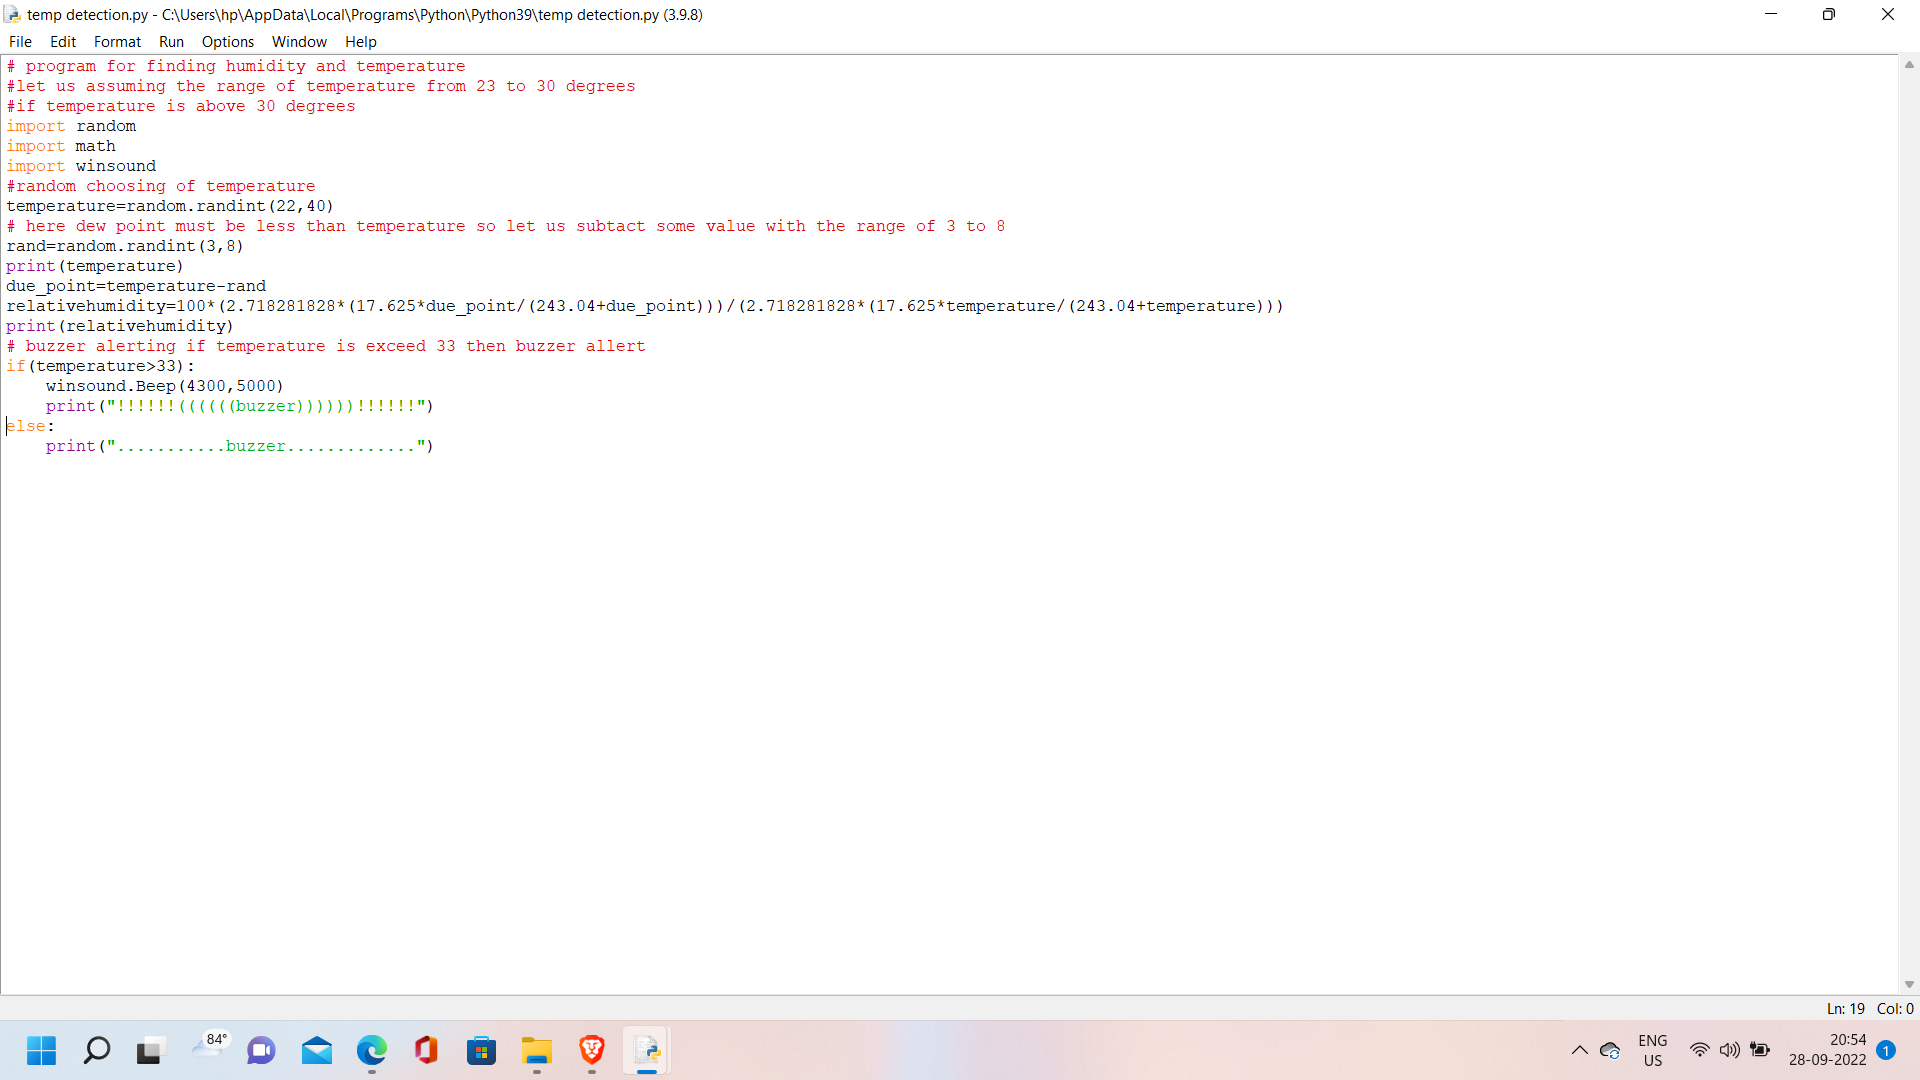 temp detection.py - C:\Users\hp\AppData\Local\Programs\Python\Python39\temp detection.py (3.9.8)
File Edit Format Run Options Window Help
# program for finding humidity and temperature
#let us assuming the range of temperature from 23 to 30 degrees
#if temperature is above 30 degrees
import random
import math
import winsound
#random choosing of temperature
temperature=random.randint(22,40)
# here dew point must be less than temperature so let us subtact some value with the range of 3 to 8
rand=random.randint(3,8)
print(temperature)
due_point=temperature-rand
relativehumidity=100*(2.718281828*(17.625*due_point/(243.04+due_point)))/(2.718281828*(17.625*temperature/(243.04+temperature)))
print(relativehumidity)
# buzzer alerting if temperature is exceed 33 then buzzer allert
if(temperature>33):
    winsound.Beep(4300,5000)
    print("!!!!!!((((((buzzer))))))!!!!!!")
else:
    print("...........buzzer.............")
Ln: 19 Col: 0
84°
ENG
US
20:54
28-09-2022
1